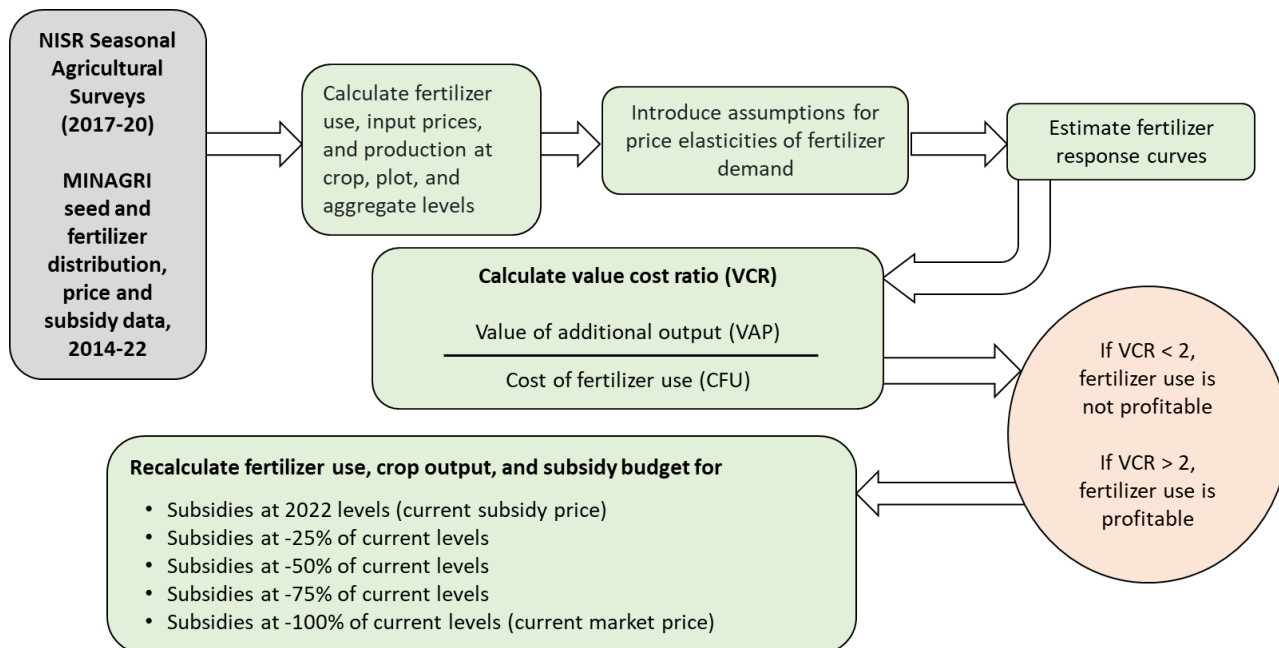 NISR Seasonal
Agricultural
Surveys
(2017-20)
MINAGRI
seed and
fertilizer
distribution,
price and
subsidy data,
2014-22
Calculate fertilizer
use, input prices,
and production at
crop, plot, and
aggregate levels
Introduce assumptions for
price elasticities of fertilizer
demand
Estimate fertilizer
response curves
Calculate value cost ratio (VCR)
Value of additional output (VAP)
Cost of fertilizer use (CFU)
If VCR < 2,
fertilizer use is
not profitable
If VCR > 2,
fertilizer use is
profitable
Recalculate fertilizer use, crop output, and subsidy budget for
• Subsidies at 2022 levels (current subsidy price)
• Subsidies at -25% of current levels
• Subsidies at -50% of current levels
• Subsidies at -75% of current levels
• Subsidies at -100% of current levels (current market price)